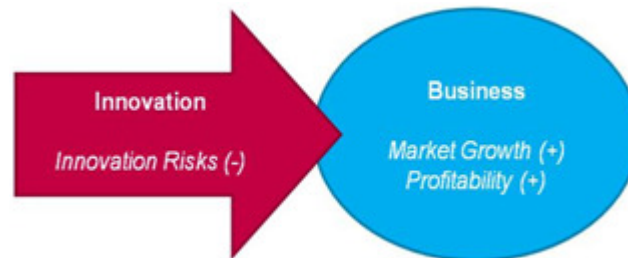 Innovation
Innovation Risks (-)
Business
Market Growth (+)
Profitability (+)